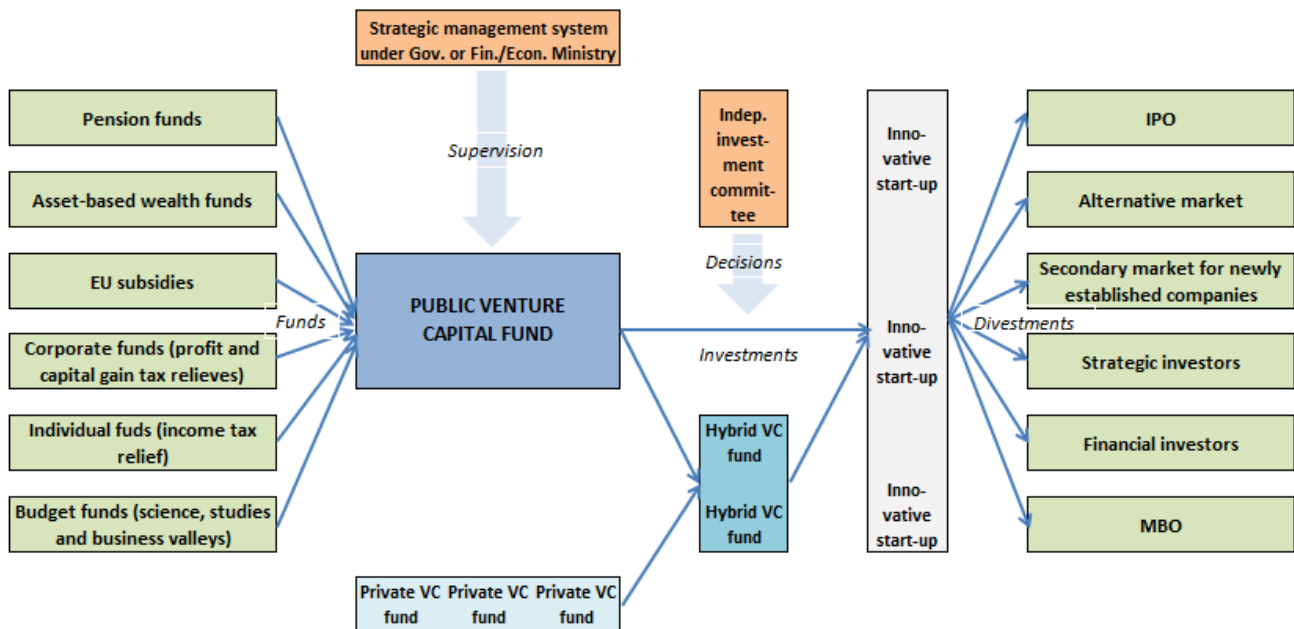 Strategic management system
under Gov. or Fin./Econ. Ministry
Supervision
Pension funds
Asset-based wealth funds
EU subsidies
Corporate funds (profit and
capital gain tax relieves)
Individual fuds (income tax
relief)
Budget funds (science, studies
and business valleys)
Funds
PUBLIC VENTURE
CAPITAL FUND
Private VC
fund
Private VC
fund
Private VC
fund
Indep.
invest-
ment
commit-
tee
Decisions
Investments
Hybrid VC
fund
Hybrid VC
fund
Inno-
vative
start-up
Inno-
vative
start-up
Inno-
vative
start-up
Divestments
IPO
Alternative market
Secondary market for newly
established companies
Strategic investors
Financial investors
MBO